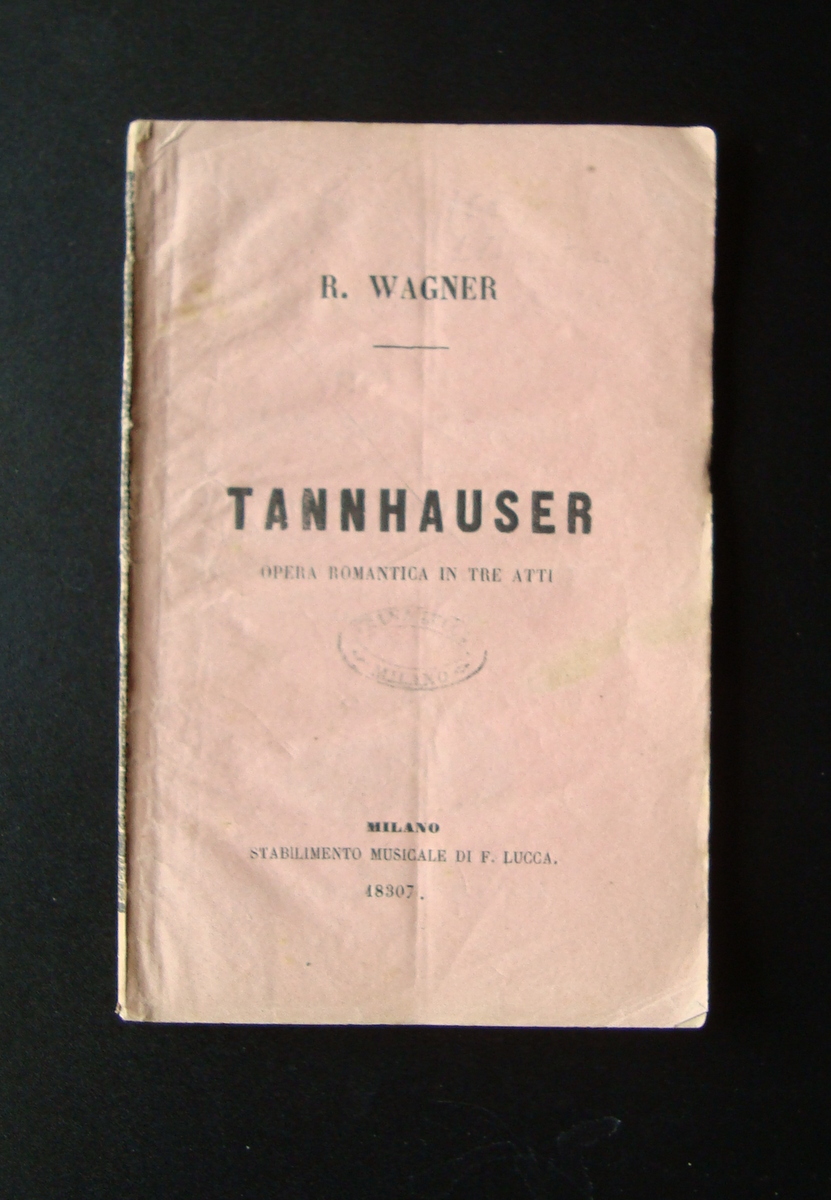 R. WAGNER
TANNHAUSER
OPERA ROMANTICA IN TRE ATTI
MILANO
MILANO
STABILIMENTO MUSICALE DI F. LUCCA.
18307.